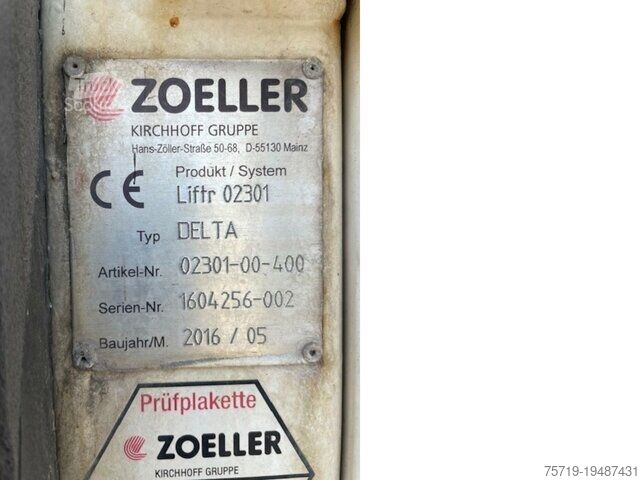 ZOELLER
KIRCHHOFF GRUPPE
Hans-Zöller-Straße 50-68, D-55130 Mainz
CE
Produkt / System
Liftr 02301
Typ DELTA
Artikel-Nr. 02301-00-400
Serien-Nr. 1604256-002
Baujahr/M. 2016 / 05
Prüfplakette
ZOELLER
KIRCHHOFF GRUPPE
75719-19487431